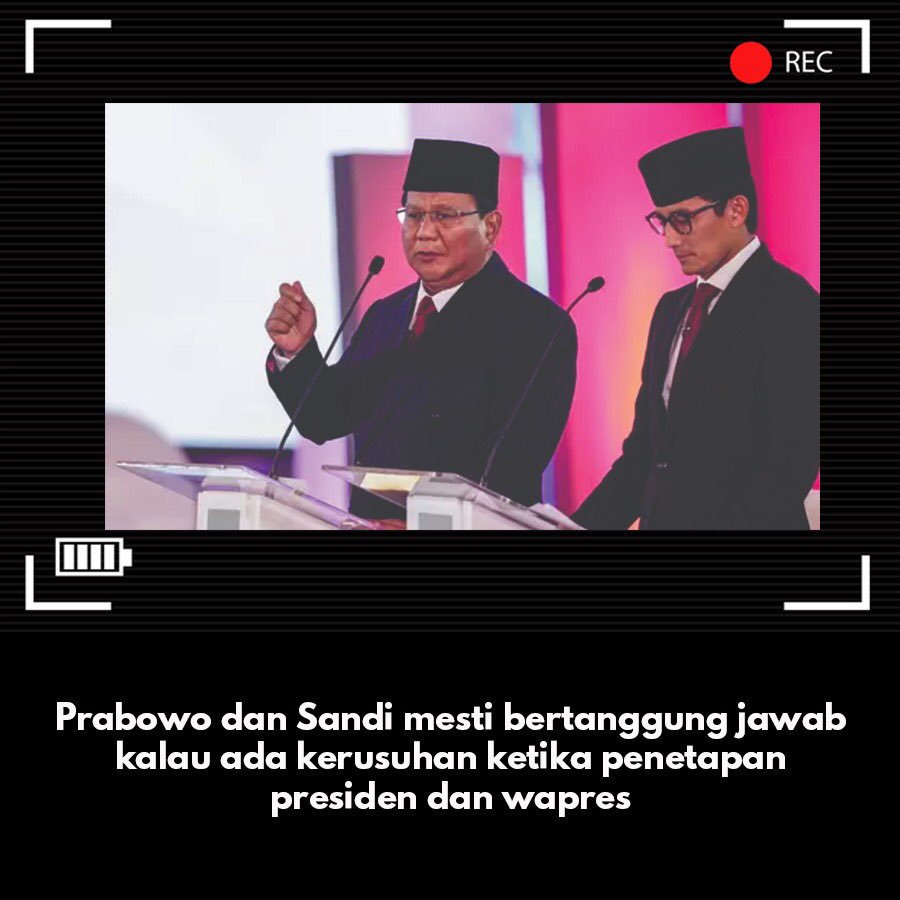 REC
Prabowo dan Sandi mesti bertanggung jawab
kalau ada kerusuhan ketika penetapan
presiden dan wapres